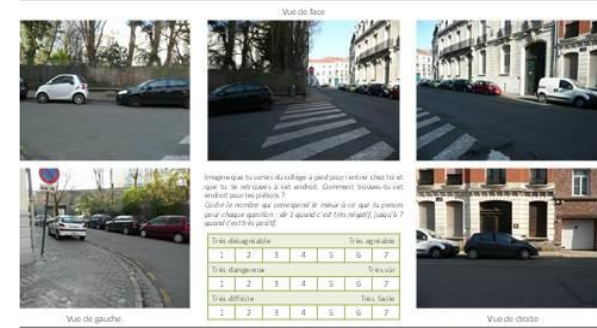 Vue de face
Imagine que tu sortes du collège à pied pour rentrer chez toi et
que tu te retrouves à cet endroit. Comment trouves-tu cet
endroit pour les piétons ?
Coche le nombre qui correspond le mieux à ce que tu penses
pour chaque question : de 1 quand c'est très négatif, jusqu'à 7
quand c'est très positif.
Très désagréable Très agréable
1 2 3 4 5 6 7
Très dangereux Très sûr
1 2 3 4 5 6 7
Très difficile Très facile
1 2 3 4 5 6 7
Vue de gauche
Vue de droite